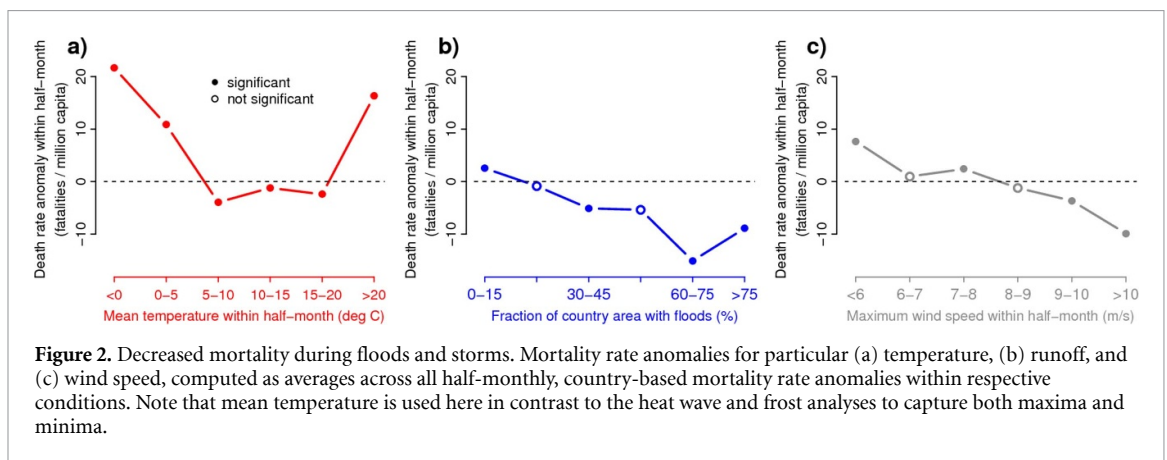 a)
Death rate anomaly within half−month
(fatalities / million capita)
20
10
0
−10
significant
not significant
<0 0−5 5−10 10−15 15−20 >20
Mean temperature within half−month (deg C)
b)
Death rate anomaly within half−month
(fatalities / million capita)
20
10
0
−10
0−15 30−45 60−75 >75
Fraction of country area with floods (%)
c)
Death rate anomaly within half−month
(fatalities / million capita)
20
10
0
−10
<6 6−7 7−8 8−9 9−10 >10
Maximum wind speed within half−month (m/s)
Figure 2. Decreased mortality during floods and storms. Mortality rate anomalies for particular (a) temperature, (b) runoff, and
(c) wind speed, computed as averages across all half-monthly, country-based mortality rate anomalies within respective
conditions. Note that mean temperature is used here in contrast to the heat wave and frost analyses to capture both maxima and
minima.